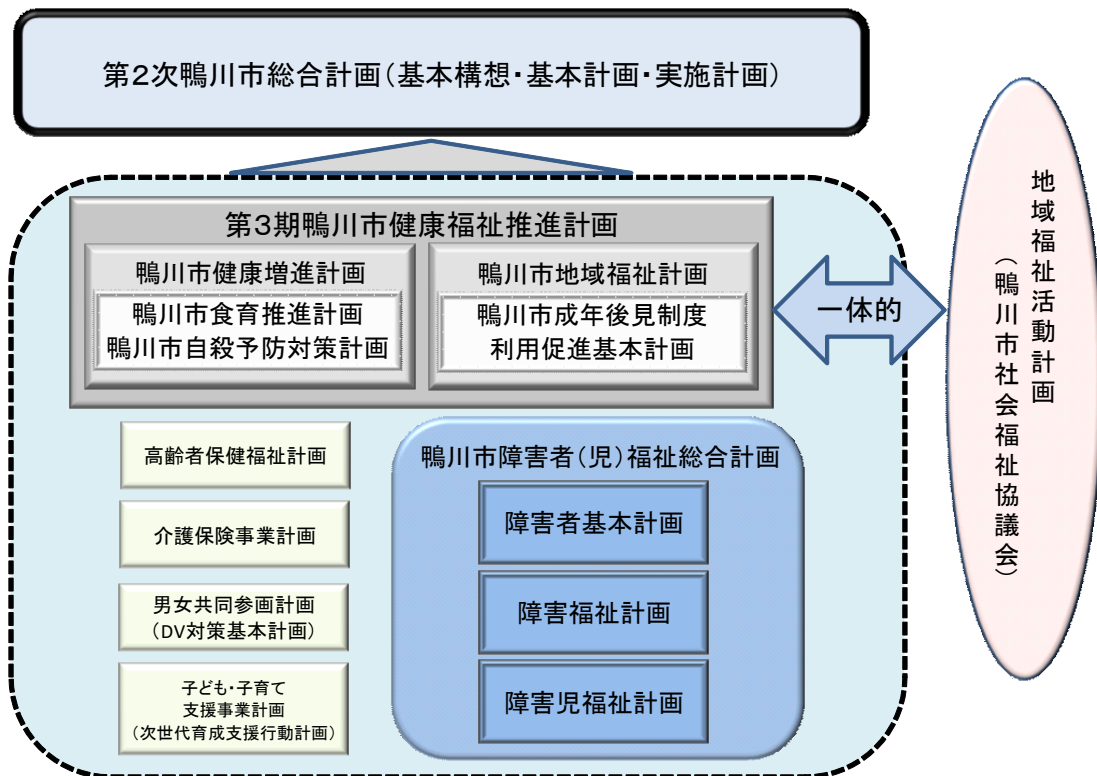 第2次鴨川市総合計画(基本構想・基本計画・実施計画)
第3期鴨川市健康福祉推進計画
鴨川市健康増進計画
鴨川市食育推進計画
鴨川市自殺予防対策計画
鴨川市地域福祉計画
鴨川市成年後見制度
利用促進基本計画
一体的
地域福祉活動計画
(鴨川市社会福祉協議会)
高齢者保健福祉計画
介護保険事業計画
男女共同参画計画
(DV対策基本計画)
子ども・子育て
支援事業計画
(次世代育成支援行動計画)
鴨川市障害者(児)福祉総合計画
障害者基本計画
障害福祉計画
障害児福祉計画